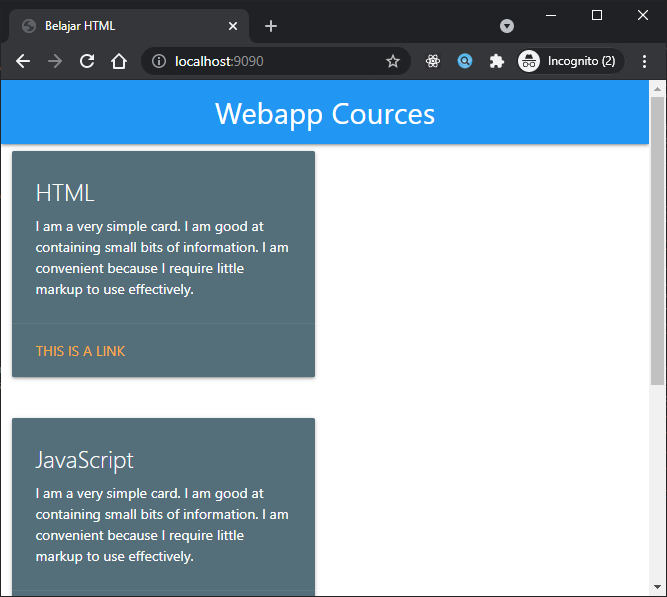 Belajar HTML
localhost:9090
Incognito (2)
Webapp Cources
HTML
I am a very simple card. I am good at
containing small bits of information. I am
convenient because I require little
markup to use effectively.
THIS IS A LINK
JavaScript
I am a very simple card. I am good at
containing small bits of information. I am
convenient because I require little
markup to use effectively.